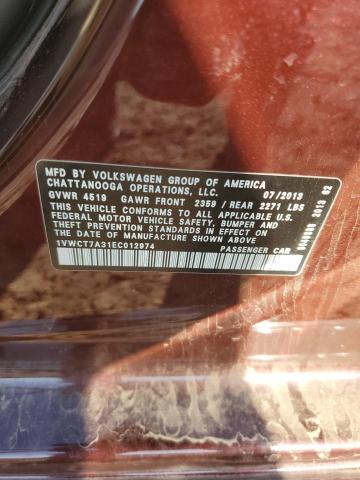 MFD BY VOLKSWAGEN GROUP OF AMERICA
CHATTANOOGA OPERATIONS, LLC. 07/2013
GVWR 4519 GAWR FRONT 2359 / REAR 2271 LBS
THIS VEHICLE CONFORMS TO ALL APPLICABLE U.S.
FEDERAL MOTOR VEHICLE SAFETY, BUMPER, AND
THEFT PREVENTION STANDARDS IN EFFECT ON THE
DATE OF MANUFACTURE SHOWN ABOVE.
1VWCT7A31EC012974 PASSENGER CAR
2013 02